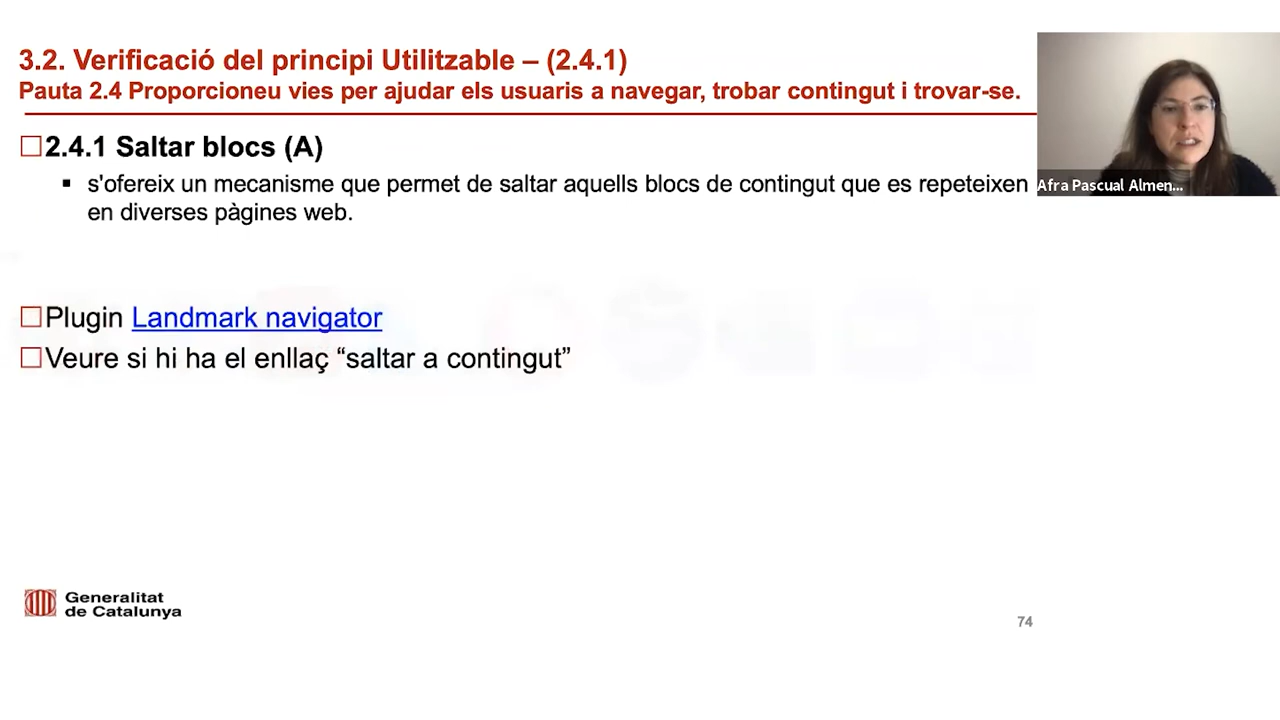 3.2. Verificació del principi Utilitzable – (2.4.1)
Pauta 2.4 Proporcioneu vies per ajudar els usuaris a navegar, trobar contingut i trovar-se.
2.4.1 Saltar blocs (A)
s'ofereix un mecanisme que permet de saltar aquells blocs de contingut que es repeteixen
en diverses pàgines web.
Afra Pascual Almen...
Plugin Landmark navigator
Veure si hi ha el enllaç “saltar a contingut”
Generalitat
de Catalunya
74